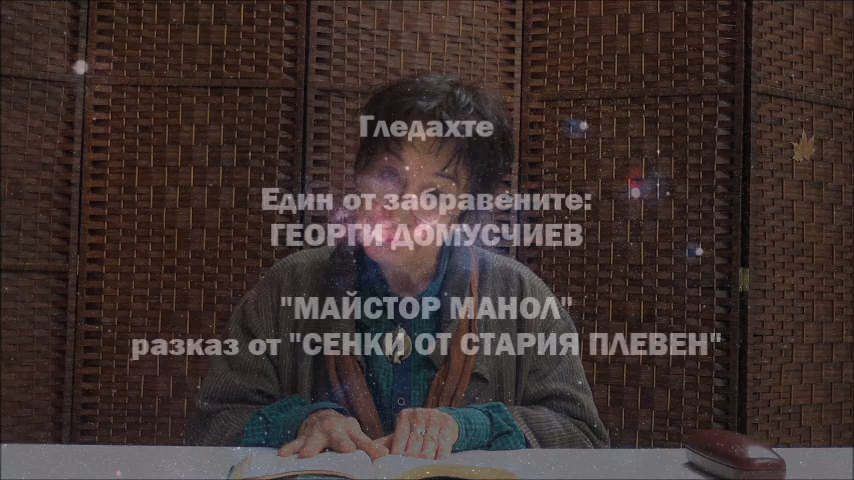 Гледахте
Един от забравените:
ГЕОРГИ ДОМУСЧИЕВ
"МАЙСТОР МАНОЛ"
разказ от "СЕНКИ ОТ СТАРИЯ ПЛЕВЕН"